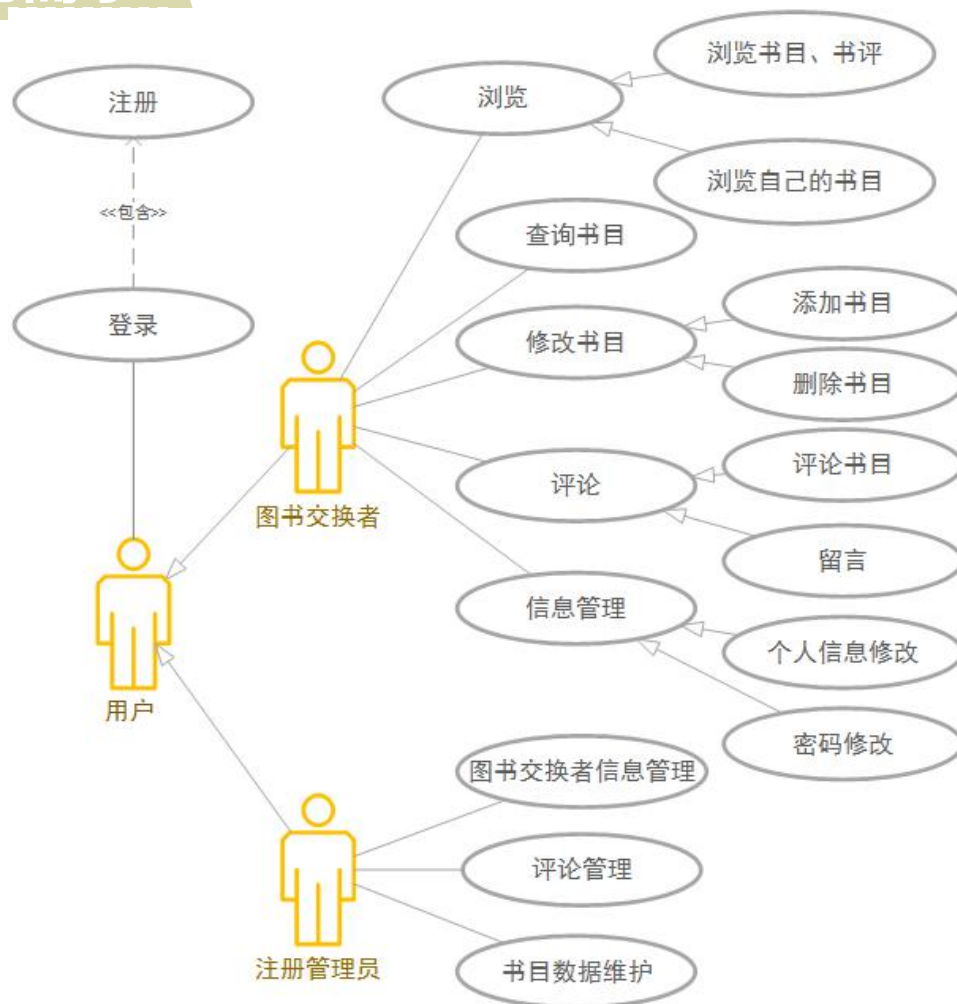 注册
浏览
浏览书目、书评
浏览自己的书目
<<包含>>
查询书目
登录
修改书目
添加书目
删除书目
评论
评论书目
图书交换者
留言
信息管理
个人信息修改
用户
密码修改
图书交换者信息管理
评论管理
注册管理员
书目数据维护